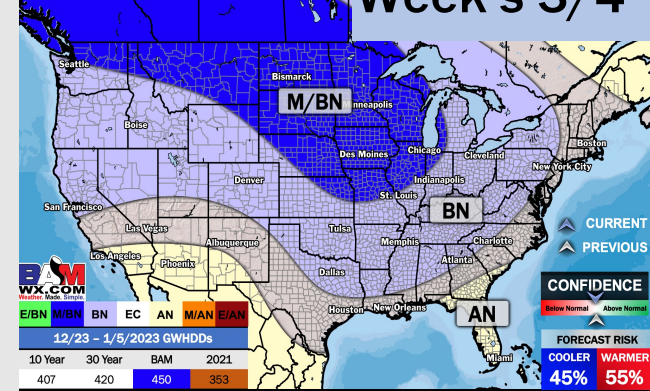 Week's 3/4
Seattle
Bismarck
M/BN
nneapolis
Boise
Des Moines
Chicago
Cleveland
Boston
New York City
Denver
Indianapolis
St. Louis
San Francisco
BN
Las Vegas
Tulsa
CURRENT
Albuquerque
Memphis
Charlotte
PREVIOUS
Los Angeles
Phoenix
Atlanta
Dallas
BAM
WX.COM
Weather. Made. Simple.
Houston
New Orleans
AN
Miami
CONFIDENCE
Below Normal Above Normal
E/BN M/BN BN EC AN M/AN E/AN
12/23 – 1/5/2023 GWHDDs
10 Year 30 Year BAM 2021
407 420 450 353
FORECAST RISK
COOLER WARMER
45% 55%